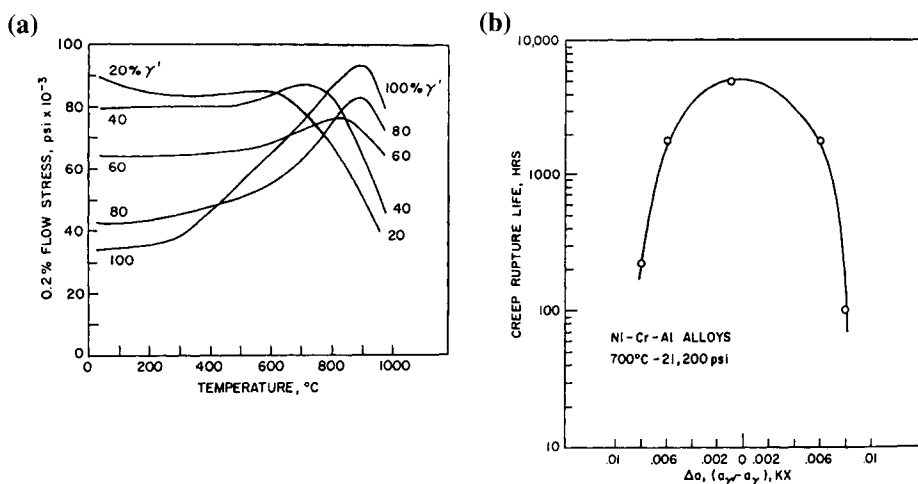 (a)
100
80
60
40
20
0
0.2% FLOW STRESS, psi x 10⁻³
20% γ'
40
60
80
100
100% γ'
80
60
40
20
0 200 400 600 800 1000
TEMPERATURE, °C
(b)
10,000
1000
100
10
CREEP RUPTURE LIFE, HRS
NI-Cr-Al ALLOYS
700°C-21,200 psi
.01 .006 .002 0 .002 .006 .01
Δa, (aγ'-aγ), KX